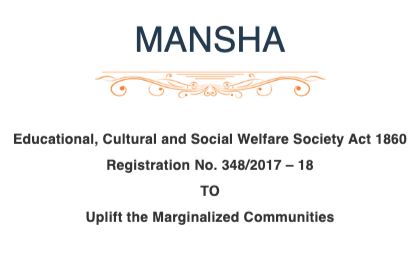 MANSHA
Educational, Cultural and Social Welfare Society Act 1860
Registration No. 348/2017 – 18
TO
Uplift the Marginalized Communities